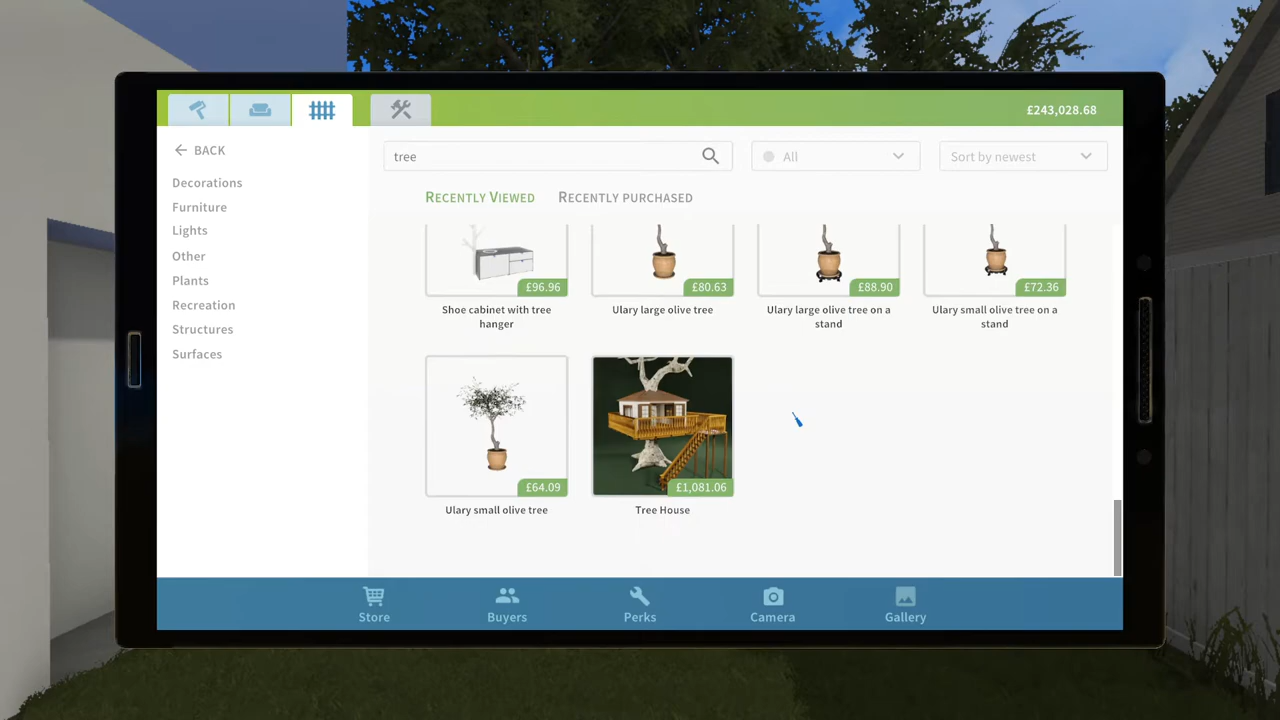 £243,028.68
BACK
tree
All
Sort by newest
Decorations
Furniture
Lights
Other
Plants
Recreation
Structures
Surfaces
RECENTLY VIEWED
RECENTLY PURCHASED
£96.96
£80.63
£88.90
£72.36
Shoe cabinet with tree
hanger
Ulary large olive tree
Ulary large olive tree on a
stand
Ulary small olive tree on a
stand
£64.09
£1,081.06
Ulary small olive tree
Tree House
Store
Buyers
Perks
Camera
Gallery